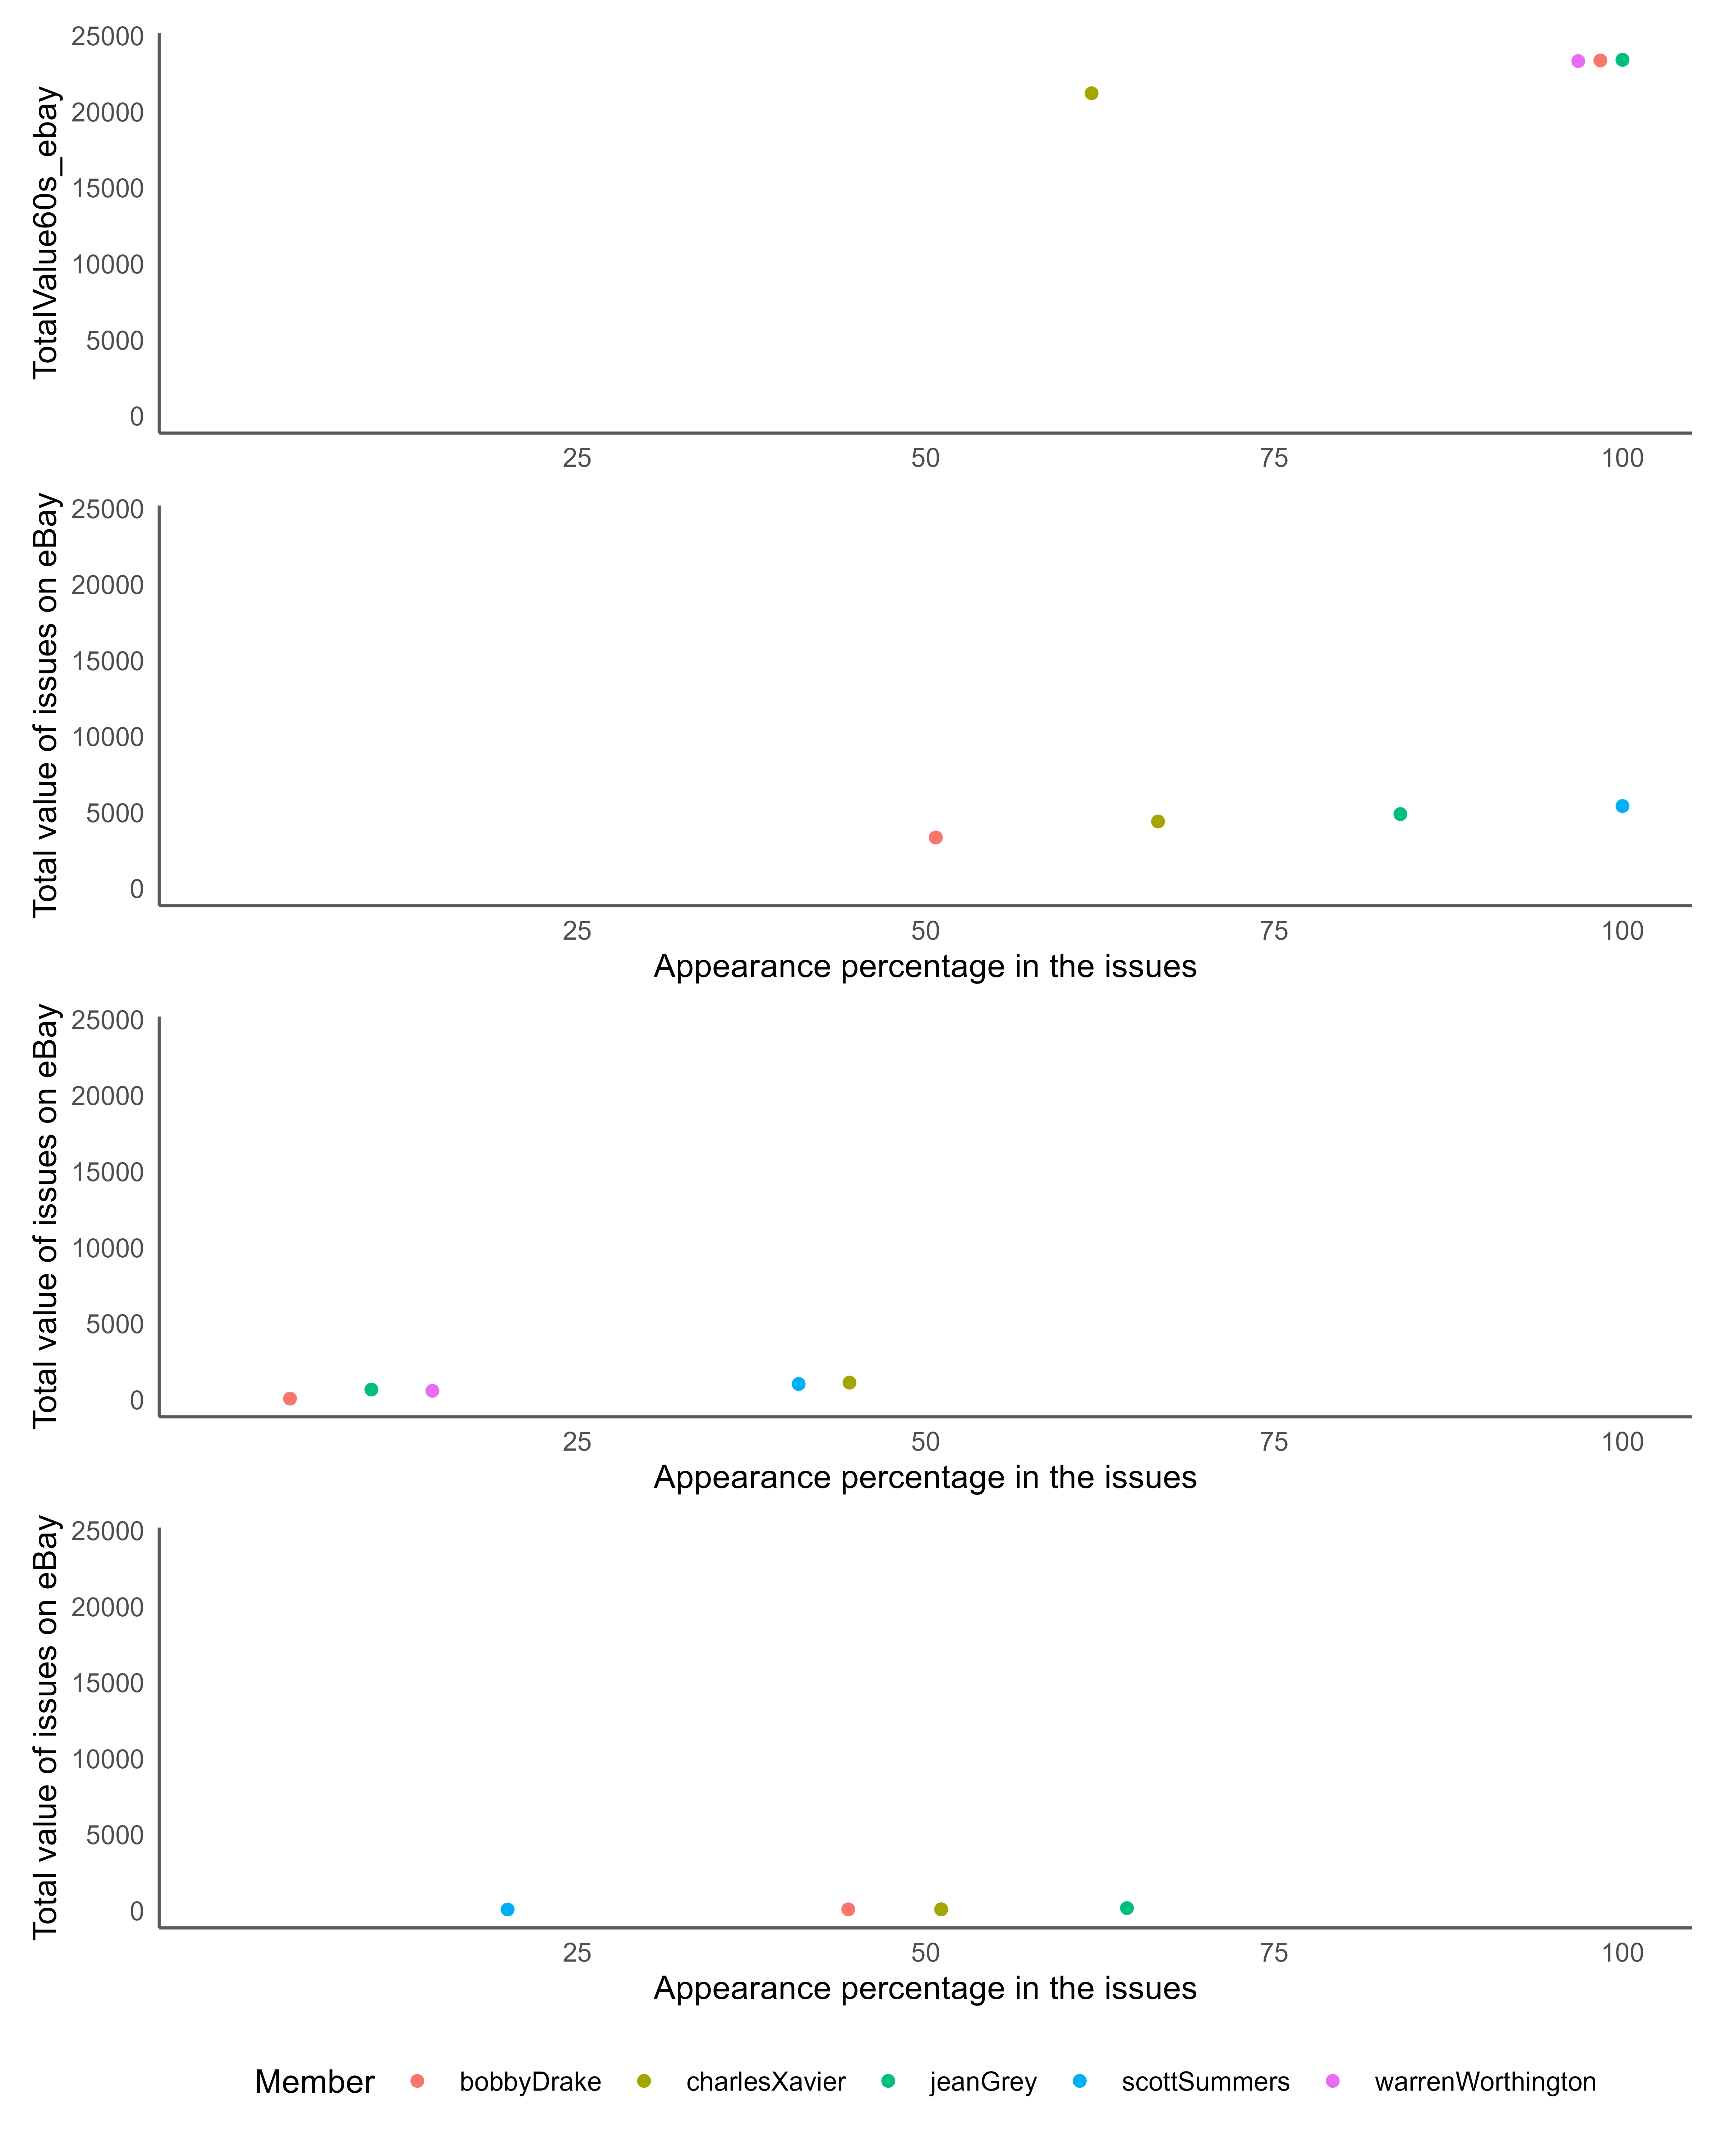 TotalValue60s_ebay
25000
20000
15000
10000
5000
0
25 50 75 100
Total value of issues on eBay
25000
20000
15000
10000
5000
0
25 50 75 100
Appearance percentage in the issues
Total value of issues on eBay
25000
20000
15000
10000
5000
0
25 50 75 100
Appearance percentage in the issues
Total value of issues on eBay
25000
20000
15000
10000
5000
0
25 50 75 100
Appearance percentage in the issues
Member bobbyDrake charlesXavier jeanGrey scottSummers warrenWorthington